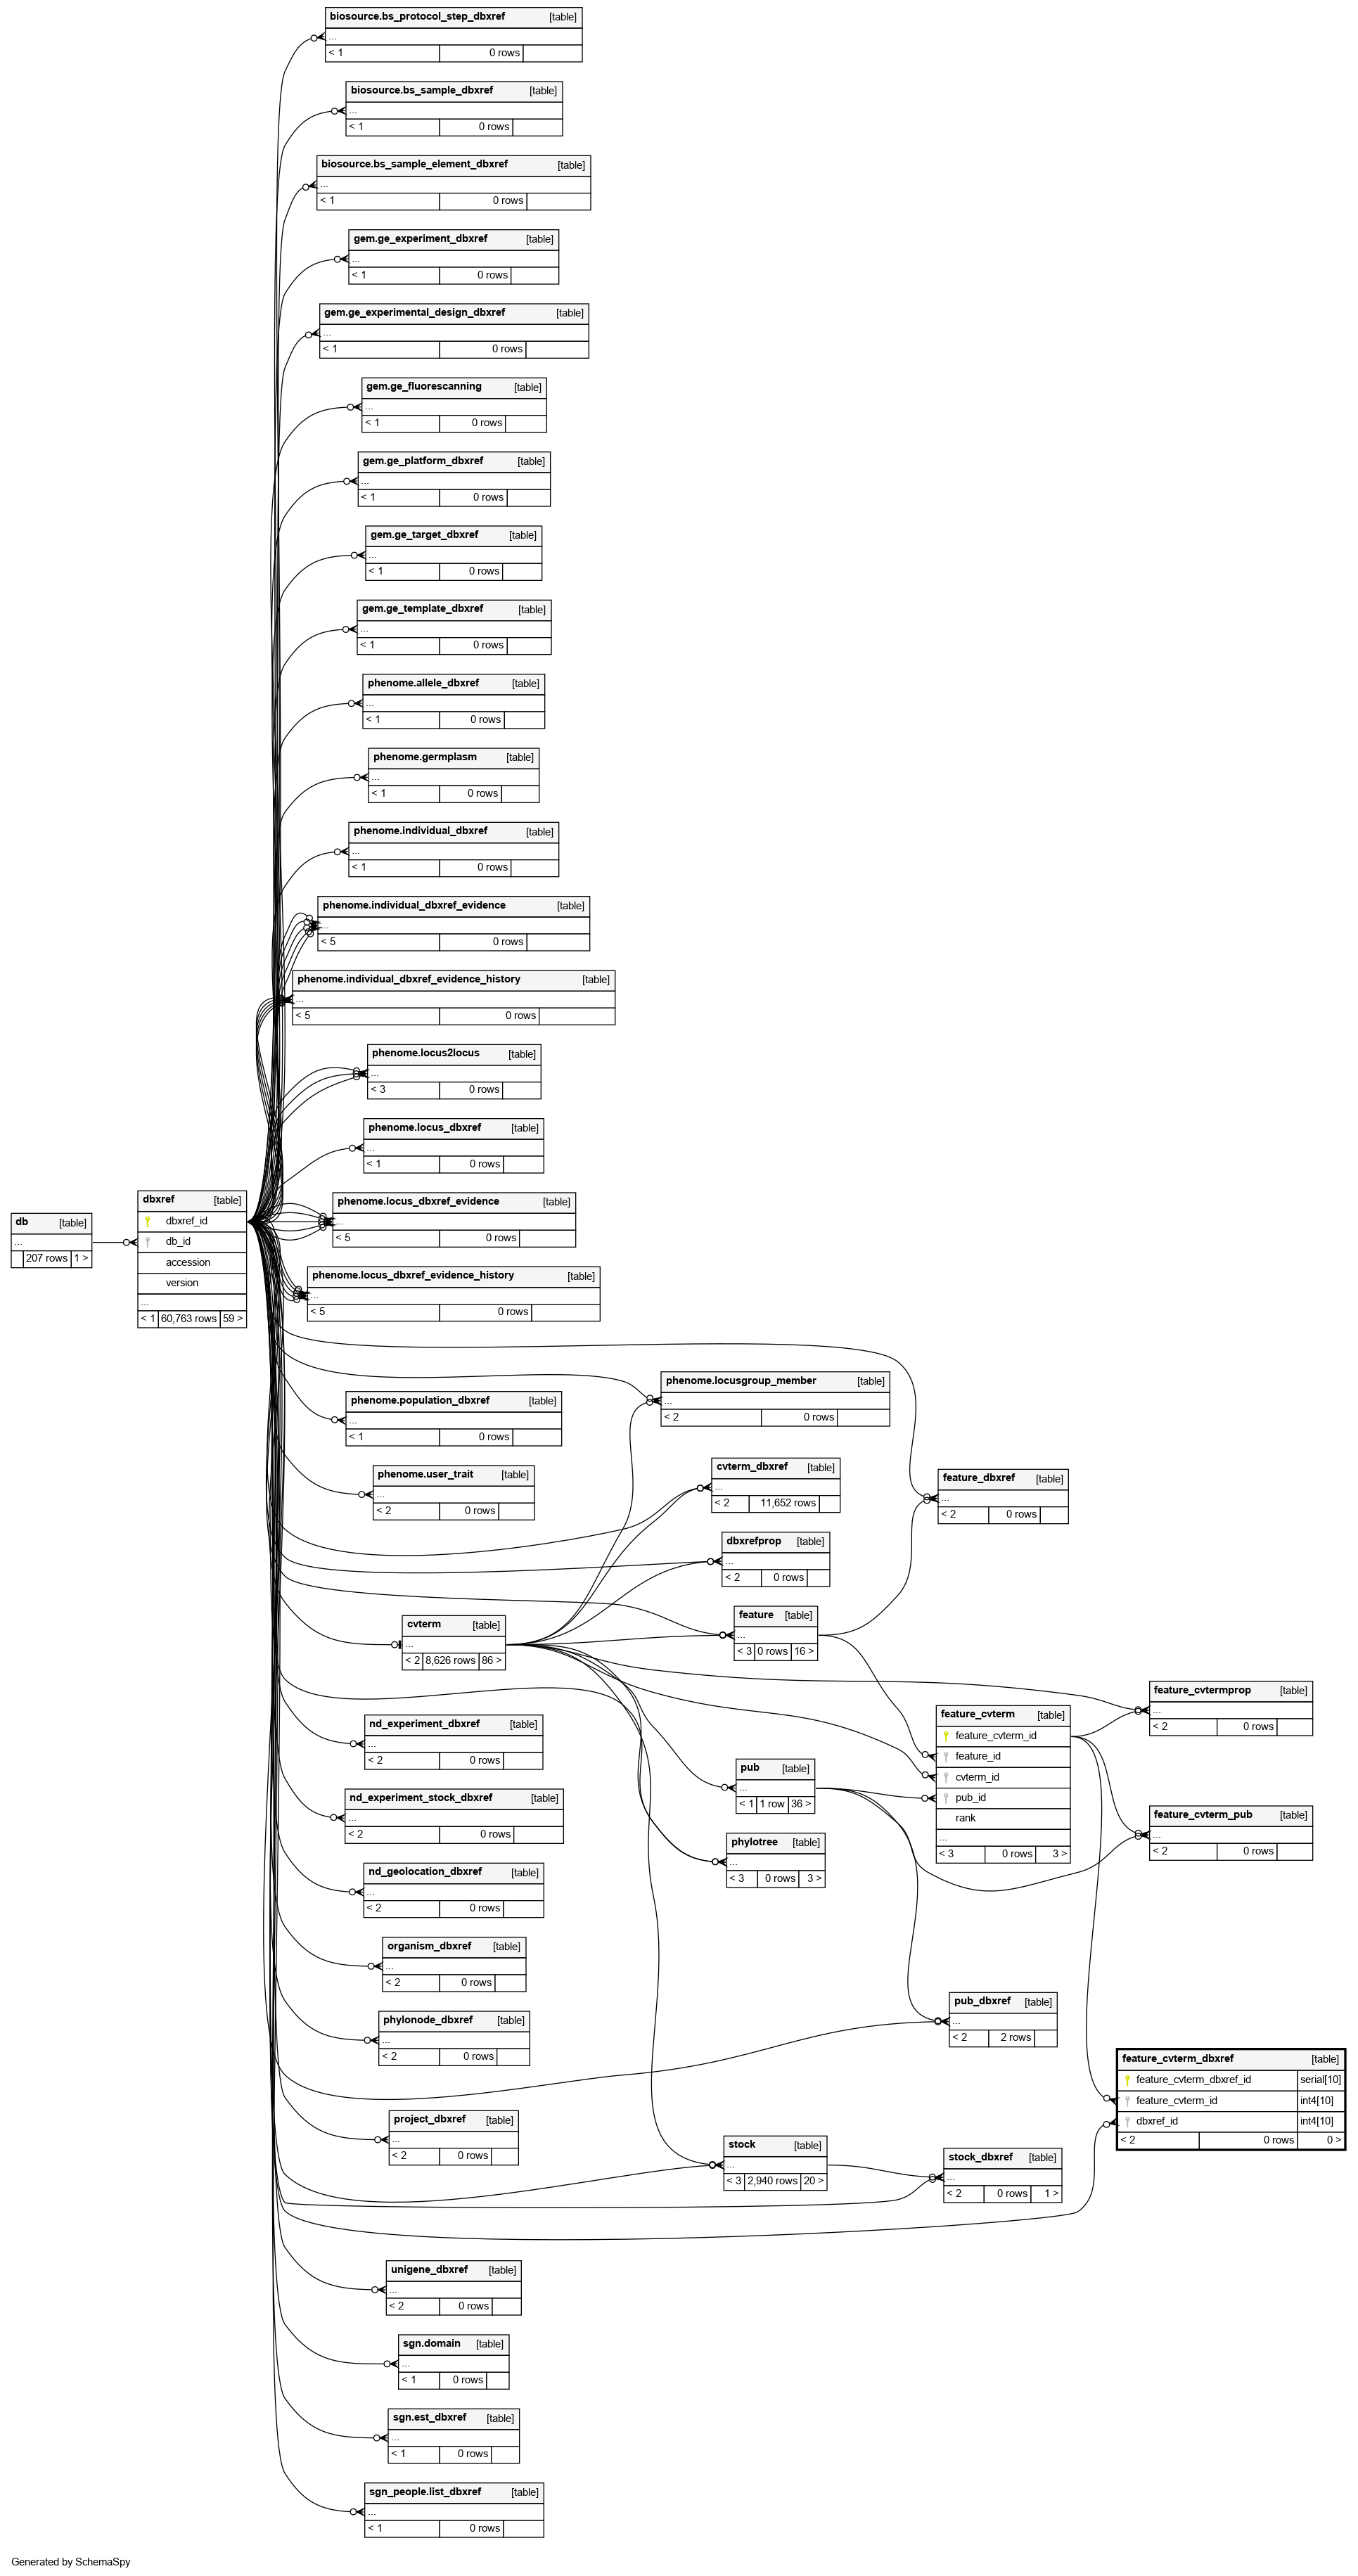 biosource.bs_protocol_step_dbxref [table]
...
< 1 0 rows
biosource.bs_sample_dbxref [table]
...
< 1 0 rows
biosource.bs_sample_element_dbxref [table]
...
< 1 0 rows
gem.ge_experiment_dbxref [table]
...
< 1 0 rows
gem.ge_experimental_design_dbxref [table]
...
< 1 0 rows
gem.ge_fluorescanning [table]
...
< 1 0 rows
gem.ge_platform_dbxref [table]
...
< 1 0 rows
gem.ge_target_dbxref [table]
...
< 1 0 rows
gem.ge_template_dbxref [table]
...
< 1 0 rows
phenome.allele_dbxref [table]
...
< 1 0 rows
phenome.germplasm [table]
...
< 1 0 rows
phenome.individual_dbxref [table]
...
< 1 0 rows
phenome.individual_dbxref_evidence [table]
...
< 5 0 rows
phenome.individual_dbxref_evidence_history [table]
...
< 5 0 rows
phenome.locus2locus [table]
...
< 3 0 rows
phenome.locus_dbxref [table]
...
< 1 0 rows
phenome.locus_dbxref_evidence [table]
...
< 5 0 rows
phenome.locus_dbxref_evidence_history [table]
...
< 5 0 rows
db [table]
...
207 rows 1 >
dbxref [table]
dbxref_id
db_id
accession
version
...
< 1 60,763 rows 59 >
phenome.locusgroup_member [table]
...
< 2 0 rows
phenome.population_dbxref [table]
...
< 1 0 rows
phenome.user_trait [table]
...
< 2 0 rows
cvterm_dbxref [table]
...
< 2 11,652 rows
feature_dbxref [table]
...
< 2 0 rows
dbxrefprop [table]
...
< 2 0 rows
cvterm [table]
...
< 2 8,626 rows 86 >
feature [table]
...
< 3 0 rows 16 >
feature_cvtermprop [table]
...
< 2 0 rows
feature_cvterm [table]
feature_cvterm_id
feature_id
cvterm_id
pub_id
rank
...
< 3 0 rows 3 >
nd_experiment_dbxref [table]
...
< 2 0 rows
pub [table]
...
< 1 1 row 36 >
nd_experiment_stock_dbxref [table]
...
< 2 0 rows
feature_cvterm_pub [table]
...
< 2 0 rows
phylotree [table]
...
< 3 0 rows 3 >
nd_geolocation_dbxref [table]
...
< 2 0 rows
organism_dbxref [table]
...
< 2 0 rows
phylonode_dbxref [table]
...
< 2 0 rows
pub_dbxref [table]
...
< 2 2 rows
feature_cvterm_dbxref [table]
feature_cvterm_dbxref_id serial[10]
feature_cvterm_id int4[10]
dbxref_id int4[10]
< 2 0 rows 0 >
project_dbxref [table]
...
< 2 0 rows
stock [table]
...
< 3 2,940 rows 20 >
stock_dbxref [table]
...
< 2 0 rows 1 >
unigene_dbxref [table]
...
< 2 0 rows
sgn.domain [table]
...
< 1 0 rows
sgn.est_dbxref [table]
...
< 1 0 rows
sgn_people.list_dbxref [table]
...
< 1 0 rows
Generated by SchemaSpy